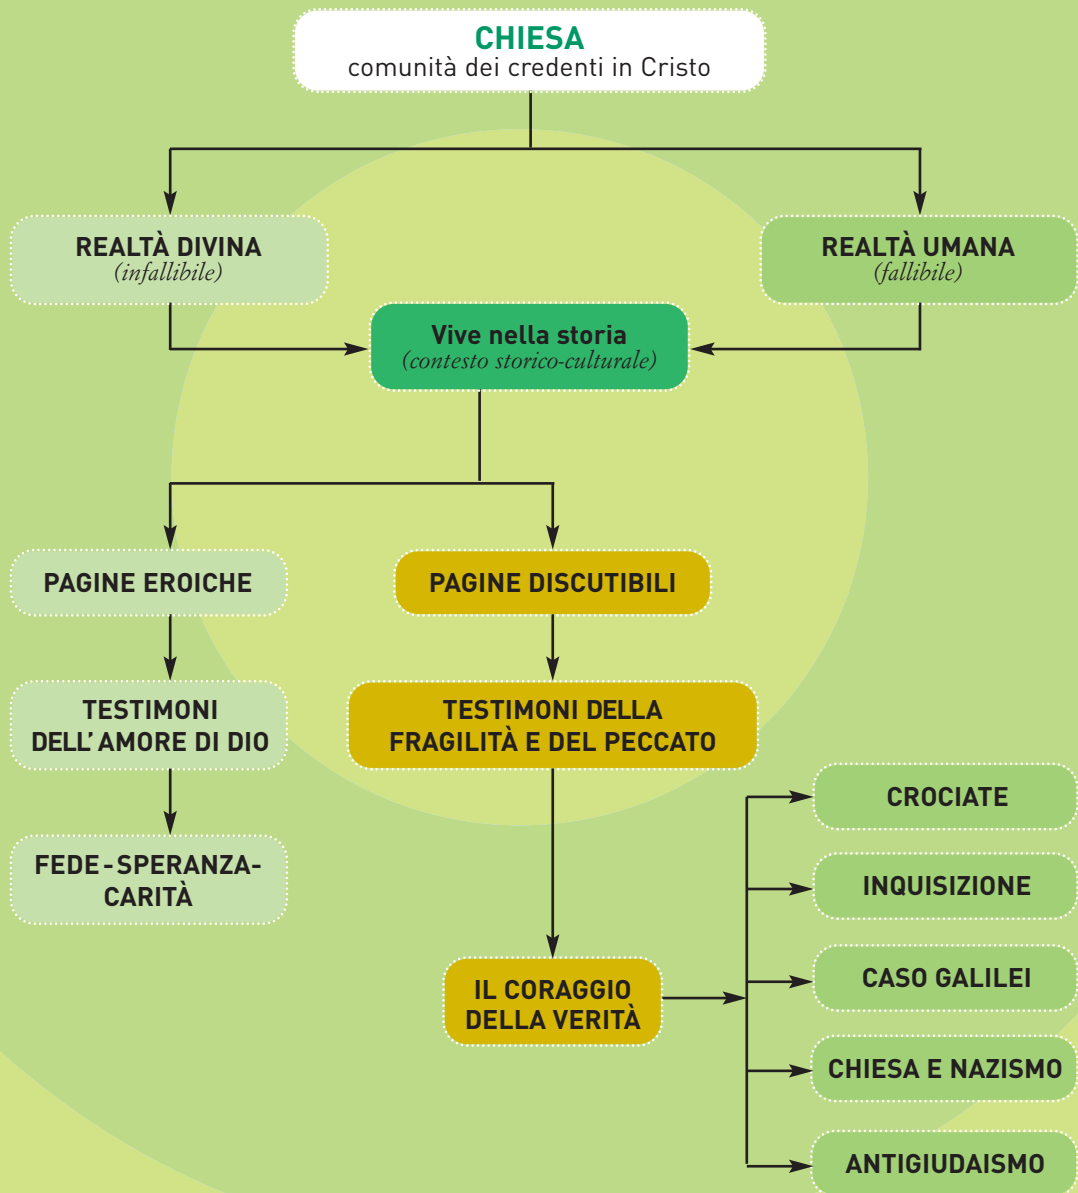 CHIESA
comunità dei credenti in Cristo
REALTÀ DIVINA
(infallibile)
REALTÀ UMANA
(fallibile)
Vive nella storia
(contesto storico-culturale)
PAGINE EROICHE
PAGINE DISCUTIBILI
TESTIMONI
DELL'AMORE DI DIO
TESTIMONI DELLA
FRAGILITÀ E DEL PECCATO
FEDE-SPERANZA-
CARITÀ
IL CORAGGIO
DELLA VERITÀ
CROCIATE
INQUISIZIONE
CASO GALILEI
CHIESA E NAZISMO
ANTIGIUDAISMO